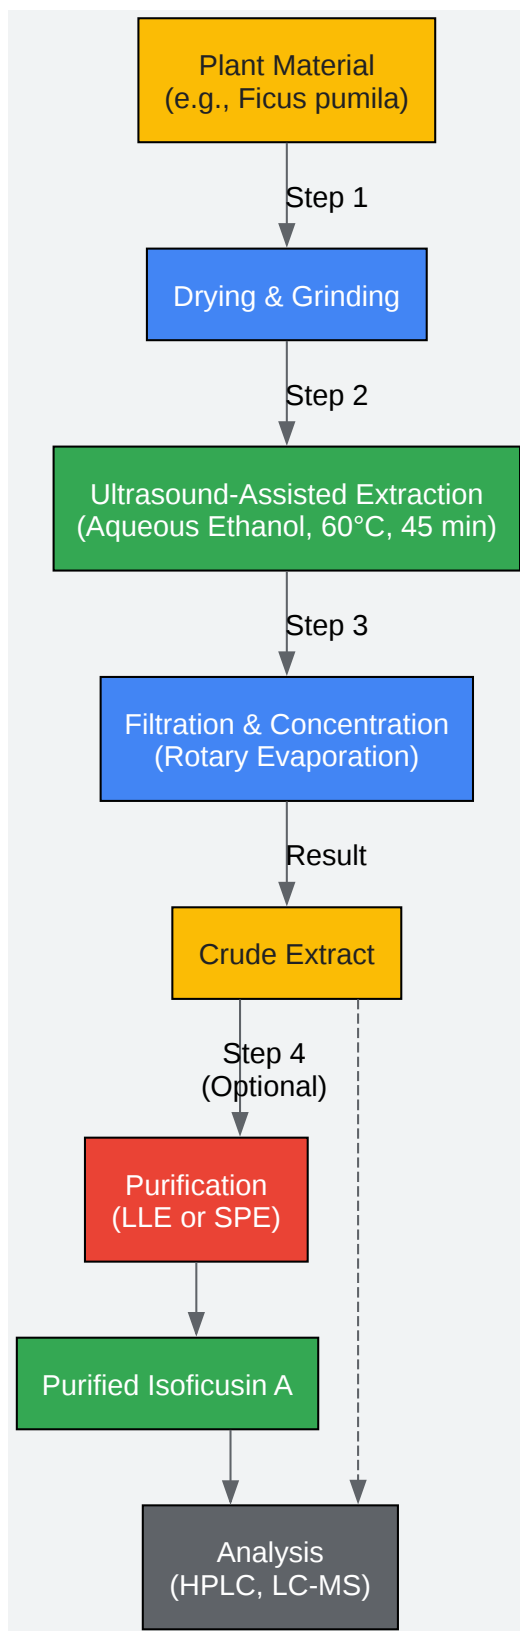 Plant Material
(e.g., Ficus pumila)
Step 1
Drying & Grinding
Step 2
Ultrasound-Assisted Extraction
(Aqueous Ethanol, 60°C, 45 min)
Step 3
Filtration & Concentration
(Rotary Evaporation)
Result
Crude Extract
Step 4
(Optional)
Purification
(LLE or SPE)
Purified Isoficusin A
Analysis
(HPLC, LC-MS)